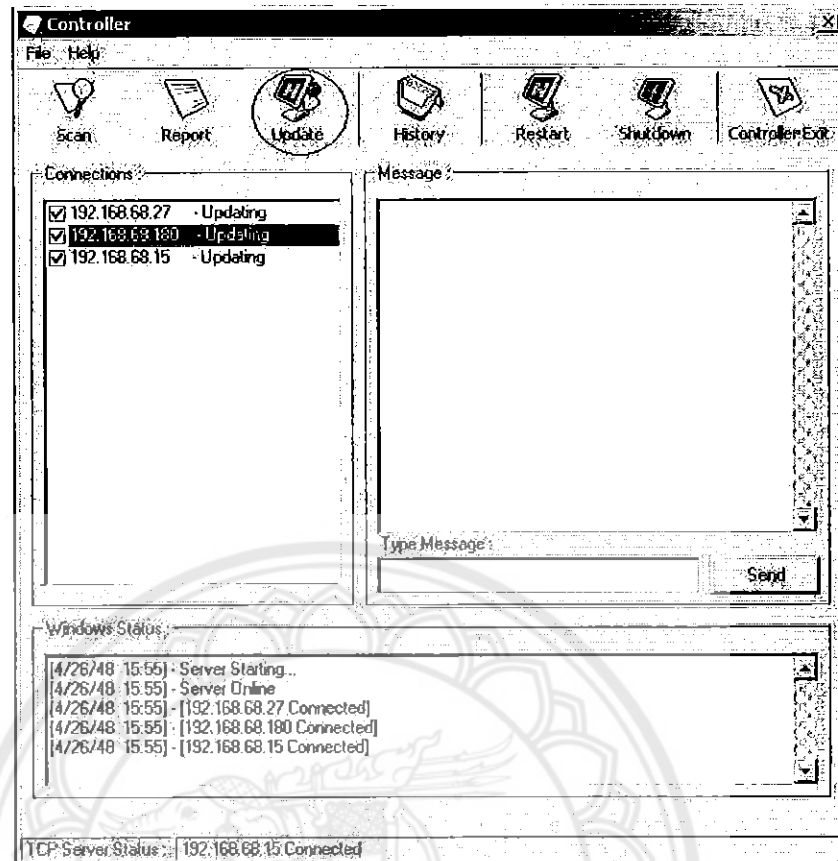 Controller
File Help
Scan Report Update History Restart Shutdown Controller Exit
Connections :
192.168.68.27 - Updating
192.168.68.180 - Updating
192.168.68.15 - Updating
Message :
Type Message :
Send
Windows Status :
[4/26/48 15:55] - Server Starting...
[4/26/48 15:55] - Server Online
[4/26/48 15:55] - [192.168.68.27 Connected]
[4/26/48 15:55] - [192.168.68.180 Connected]
[4/26/48 15:55] - [192.168.68.15 Connected]
TCP Server Status : 192.168.68.15 Connected